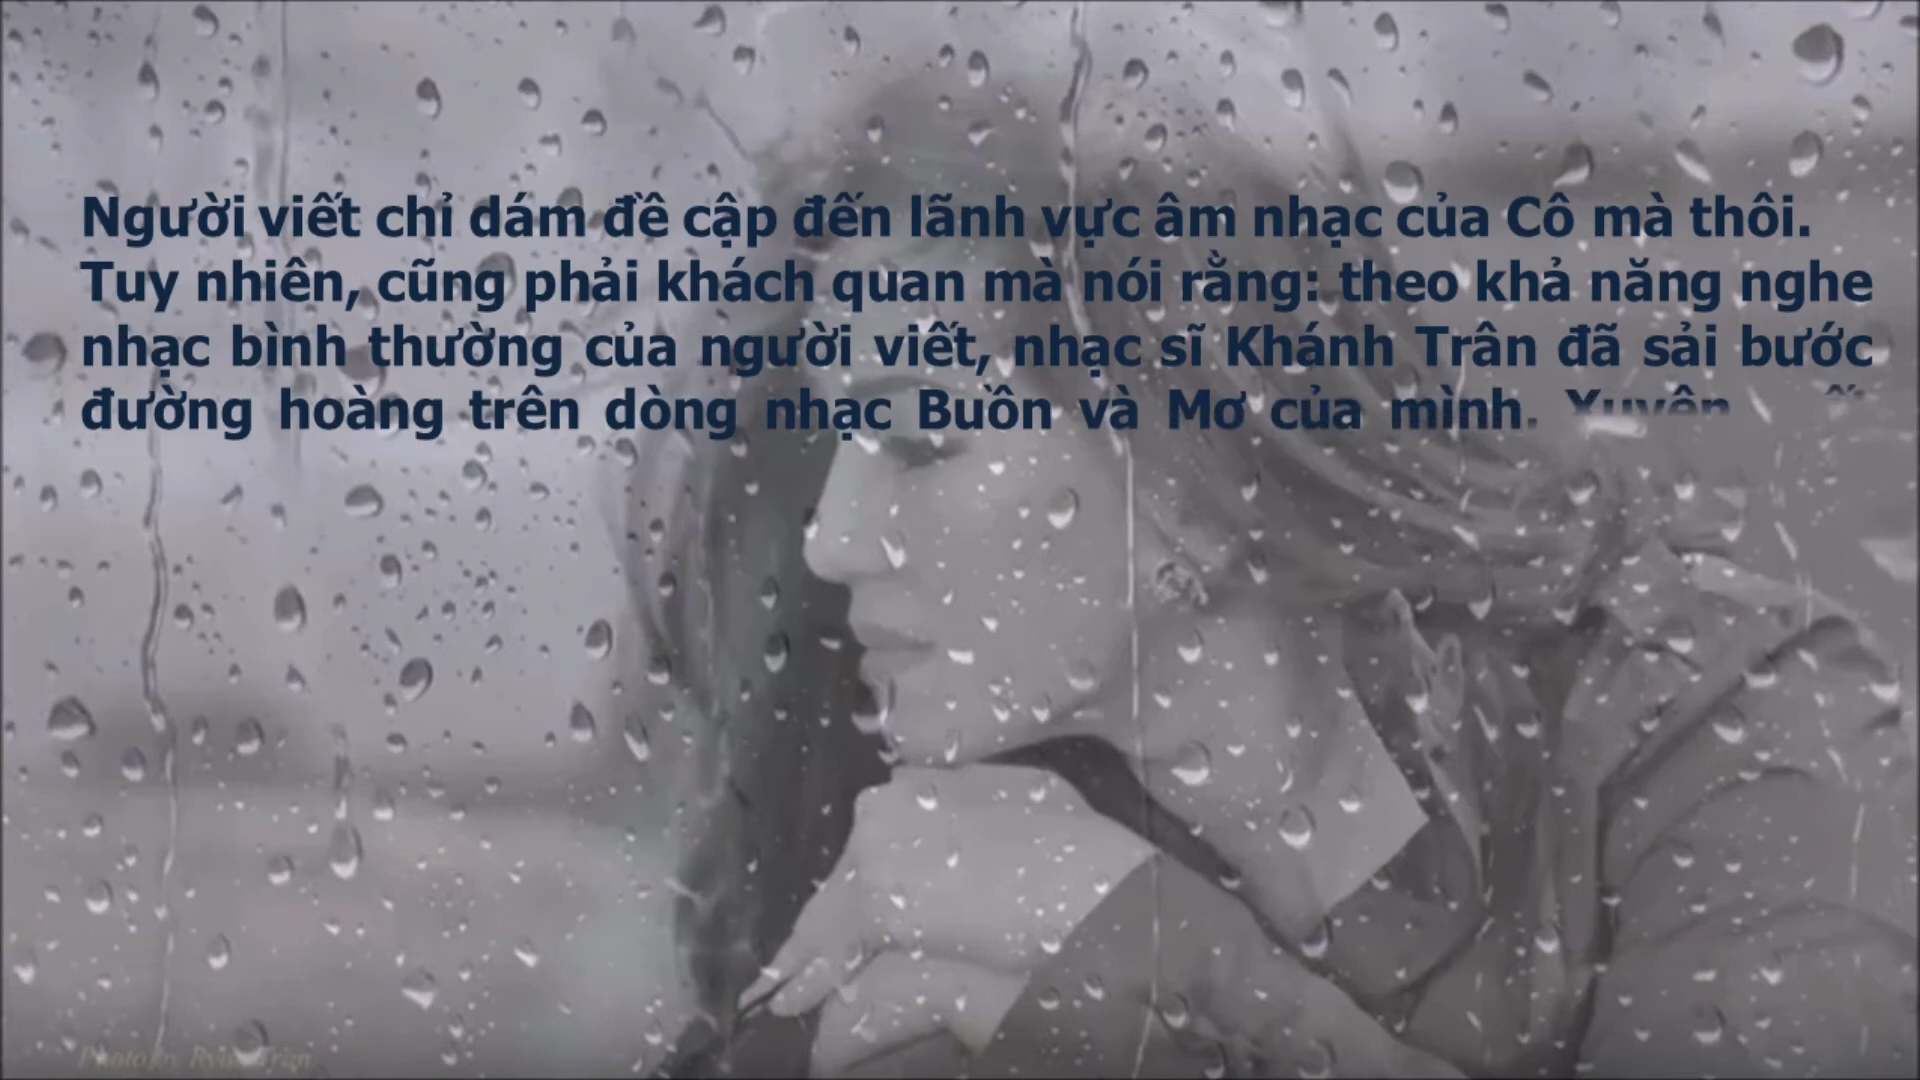 Người viết chỉ dám đề cập đến lãnh vực âm nhạc của Cô mà thôi.
Tuy nhiên, cũng phải khách quan mà nói rằng: theo khả năng nghe
nhạc bình thường của người viết, nhạc sĩ Khánh Trân đã sải bước
đường hoàng trên dòng nhạc Buồn và Mơ của mình. Xuyên
Photo by